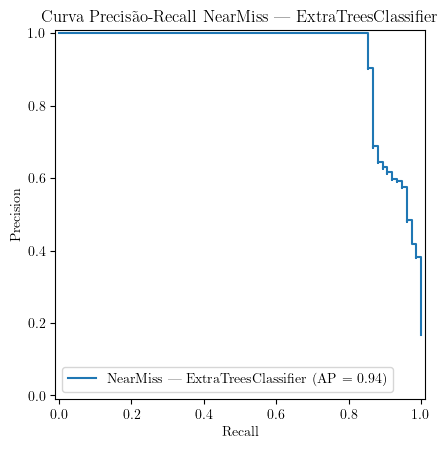 Curva Precisão-Recall NearMiss — ExtraTreesClassifier
1.0
0.8
0.6
0.4
0.2
0.0
Precision
NearMiss — ExtraTreesClassifier (AP = 0.94)
0.0 0.2 0.4 0.6 0.8 1.0
Recall